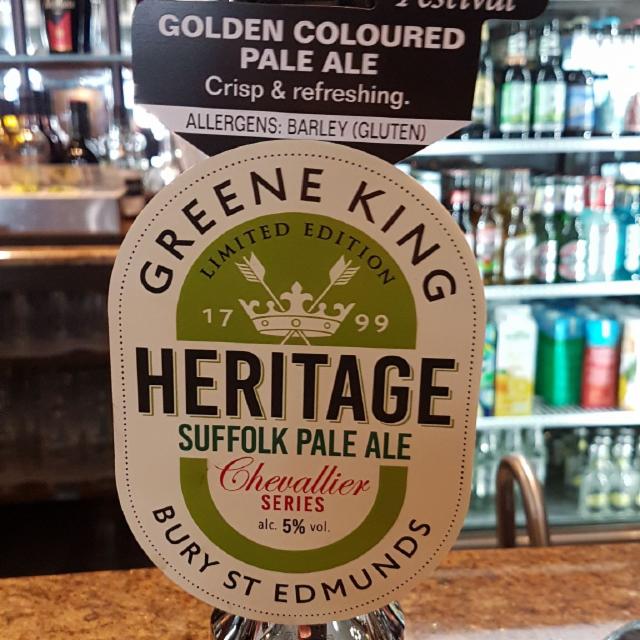 Festival
GOLDEN COLOURED
PALE ALE
Crisp & refreshing.
ALLERGENS: BARLEY (GLUTEN)
GREENE KING
LIMITED EDITION
17 99
HERITAGE
SUFFOLK PALE ALE
Chevallier
SERIES
alc. 5% vol.
BURY ST EDMUNDS